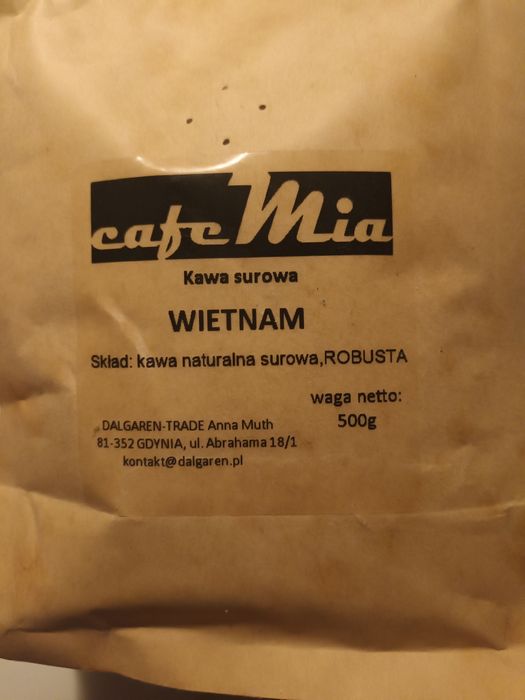 cafe Mia
Kawa surowa
WIETNAM
Skład: kawa naturalna surowa,ROBUSTA
waga netto:
500g
DALGAREN-TRADE Anna Muth
81-352 GDYNIA, ul. Abrahama 18/1
kontakt@dalgaren.pl